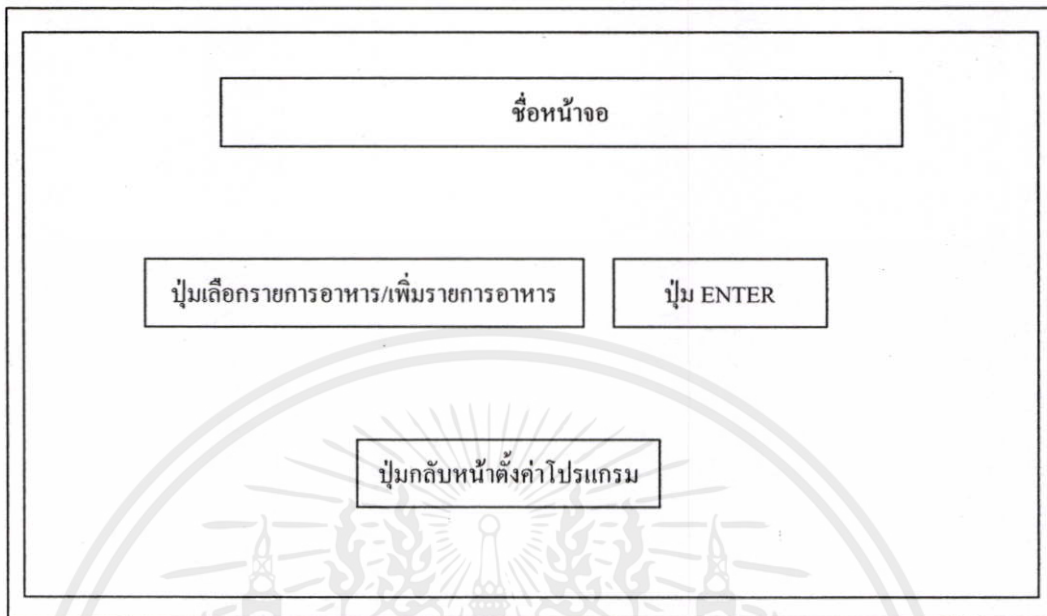 ชื่อหน้าจอ
ปุ่มเลือกรายการอาหาร/เพิ่มรายการอาหาร
ปุ่ม ENTER
ปุ่มกลับหน้าตั้งค่าโปรแกรม